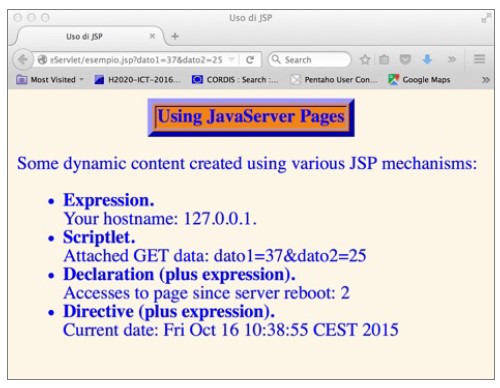 Uso di JSP
Uso di JSP × +
eServlet/esempio.jsp?dato1=37&dato2=25 Search
Most Visited H2020-ICT-2016... CORDIS : Search :... Pentaho User Con... Google Maps »
Using JavaServer Pages
Some dynamic content created using various JSP mechanisms:
• Expression.
Your hostname: 127.0.0.1.
• Scriptlet.
Attached GET data: dato1=37&dato2=25
• Declaration (plus expression).
Accesses to page since server reboot: 2
• Directive (plus expression).
Current date: Fri Oct 16 10:38:55 CEST 2015